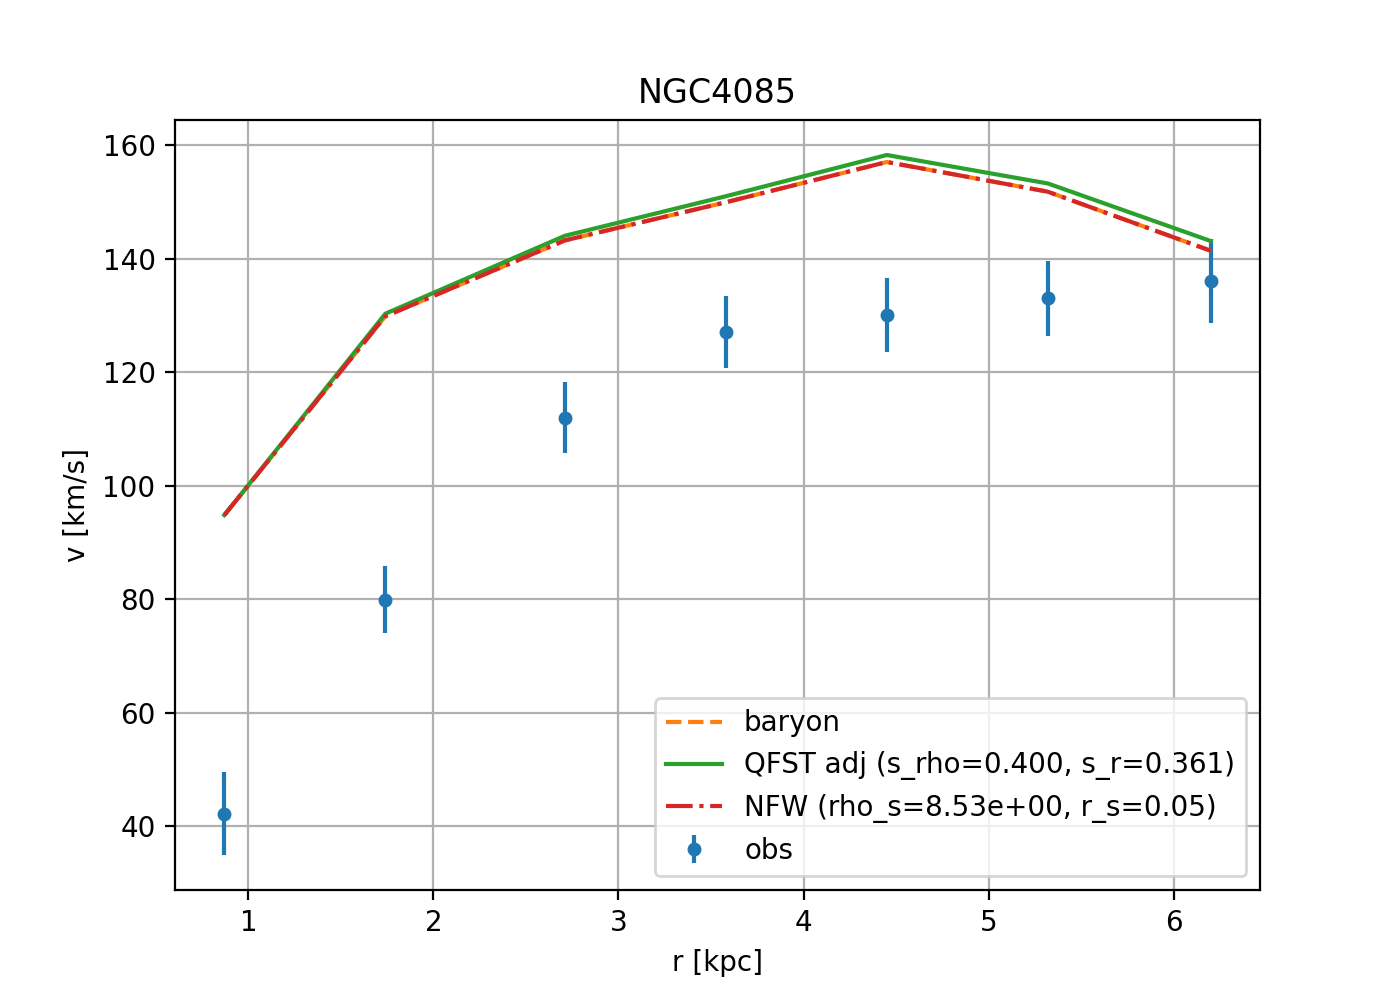 NGC4085
160
140
120
100
80
60
40
v [km/s]
baryon
QFST adj (s_rho=0.400, s_r=0.361)
NFW (rho_s=8.53e+00, r_s=0.05)
obs
1 2 3 4 5 6
r [kpc]